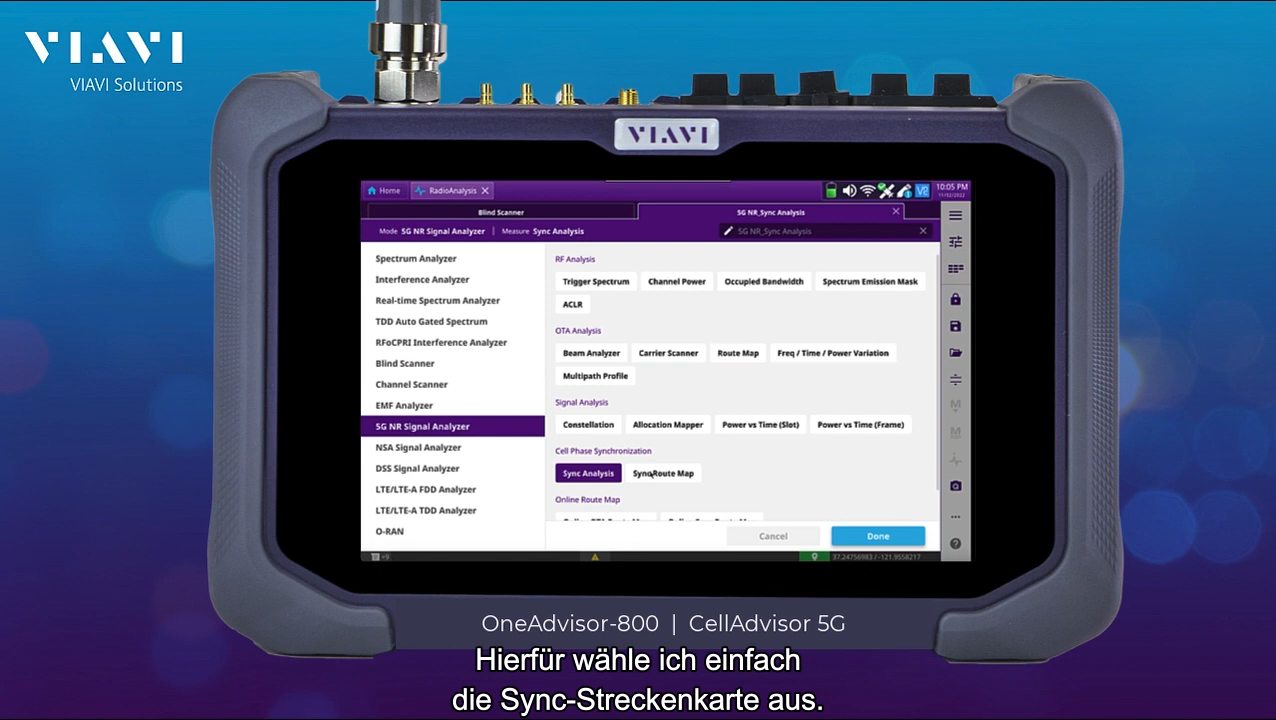 VIAVI
VIAVI Solutions
VIAVI
Home
RadioAnalysis
10:05 PM
11/02/2022
Blind Scanner
5G NR_Sync Analysis
Mode 5G NR Signal Analyzer | Measure Sync Analysis
5G NR_Sync Analysis
Spectrum Analyzer
Interference Analyzer
Real-time Spectrum Analyzer
TDD Auto Gated Spectrum
RFoCPRI Interference Analyzer
Blind Scanner
Channel Scanner
EMF Analyzer
5G NR Signal Analyzer
NSA Signal Analyzer
DSS Signal Analyzer
LTE/LTE-A FDD Analyzer
LTE/LTE-A TDD Analyzer
O-RAN
RF Analysis
Trigger Spectrum
Channel Power
Occupied Bandwidth
Spectrum Emission Mask
ACLR
OTA Analysis
Beam Analyzer
Carrier Scanner
Route Map
Freq / Time / Power Variation
Multipath Profile
Signal Analysis
Constellation
Allocation Mapper
Power vs Time (Slot)
Power vs Time (Frame)
Cell Phase Synchronization
Sync Analysis
Sync Route Map
Online Route Map
Cancel
Done
37.24756983 / -121.9558217
OneAdvisor-800 | CellAdvisor 5G
Hierfür wähle ich einfach
die Sync-Streckenkarte aus.